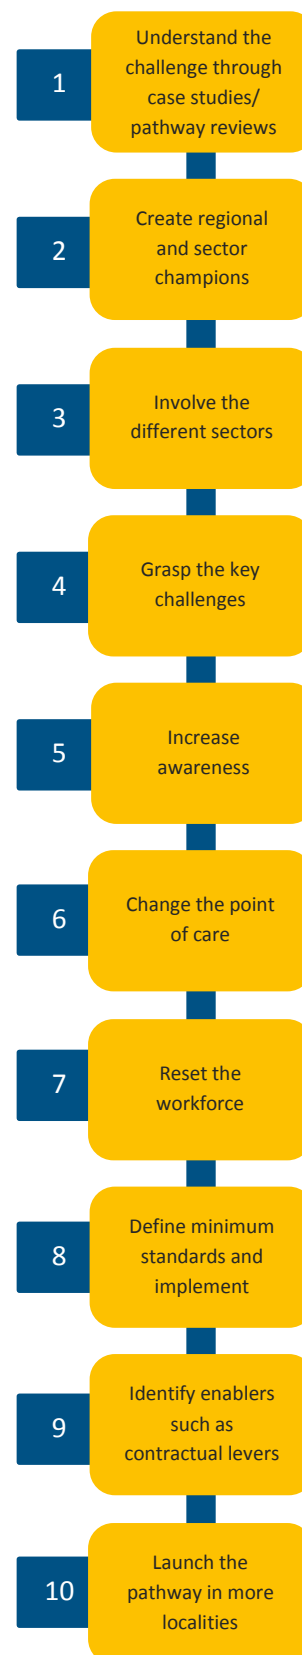 1
Understand the
challenge through
case studies/
pathway reviews
2
Create regional
and sector
champions
3
Involve the
different sectors
4
Grasp the key
challenges
5
Increase
awareness
6
Change the point
of care
7
Reset the
workforce
8
Define minimum
standards and
implement
9
Identify enablers
such as
contractual levers
10
Launch the
pathway in more
localities